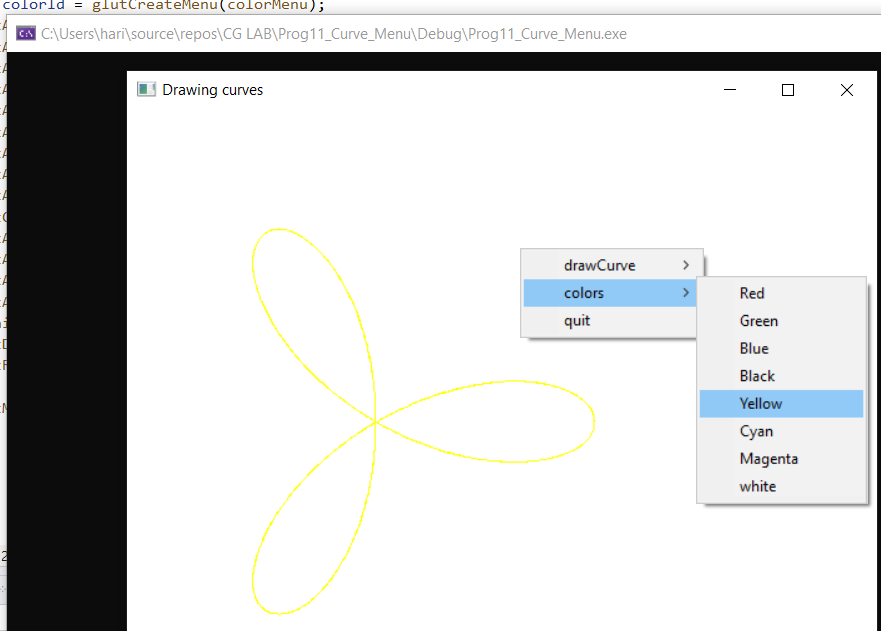 colorId = glutCreateMenu(colorMenu);
C:\Users\hari\source\repos\CG LAB\Prog11_Curve_Menu\Debug\Prog11_Curve_Menu.exe
Drawing curves
drawCurve
colors
quit
Red
Green
Blue
Black
Yellow
Cyan
Magenta
white